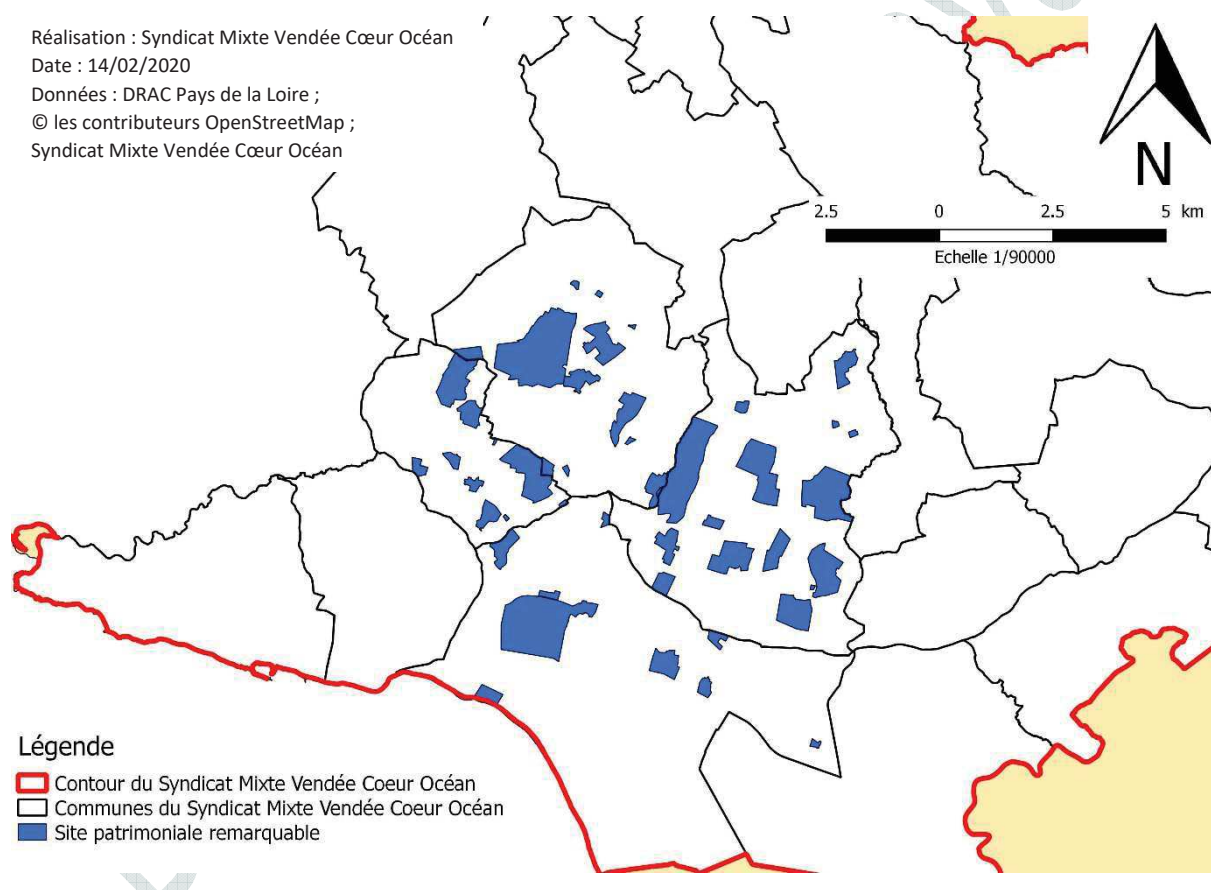 Réalisation : Syndicat Mixte Vendée Cœur Océan
Date : 14/02/2020
Données : DRAC Pays de la Loire ;
© les contributeurs OpenStreetMap ;
Syndicat Mixte Vendée Cœur Océan
N
2.5 0 2.5 5 km
Echelle 1/90000
Légende
Contour du Syndicat Mixte Vendée Coeur Océan
Communes du Syndicat Mixte Vendée Coeur Océan
Site patrimoniale remarquable